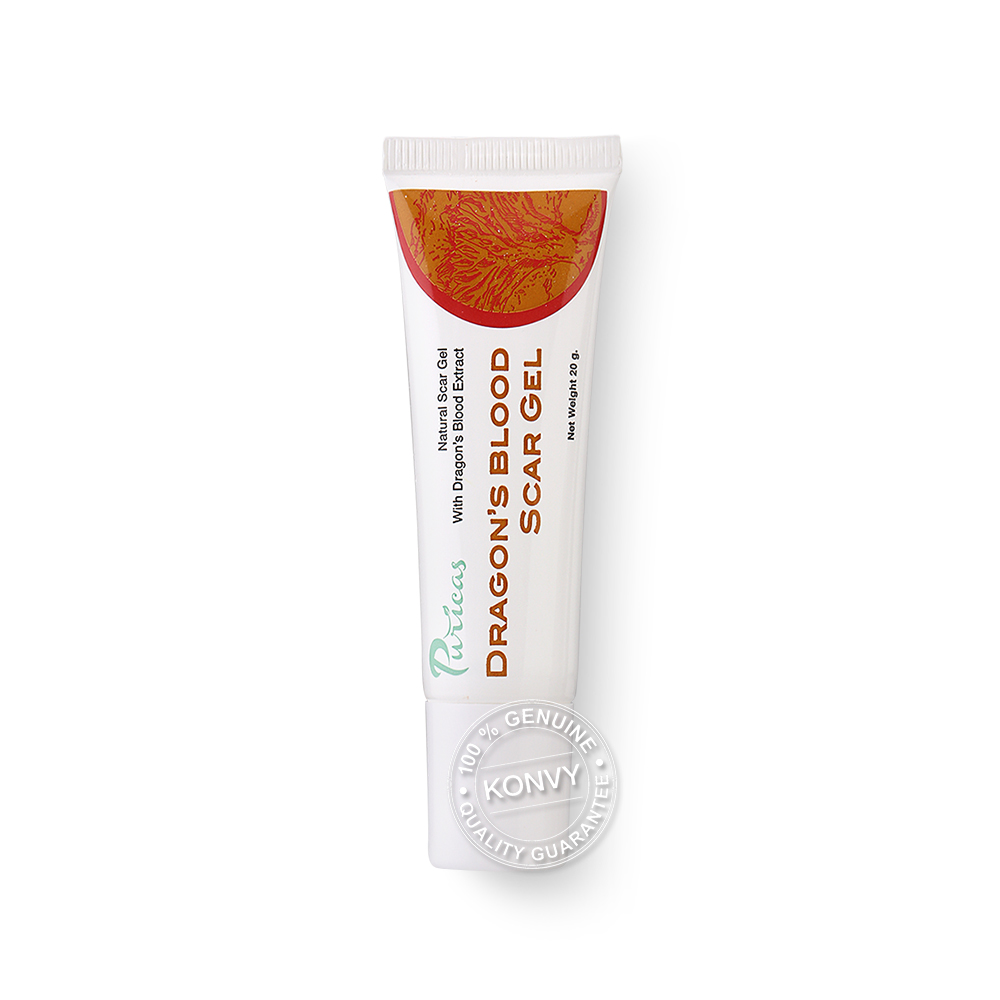 Puricas
Natural Scar Gel
With Dragon's Blood Extract
DRAGON'S BLOOD
SCAR GEL
Net Weight 20 g.
100 % GENUINE
KONVY
QUALITY GUARANTEE